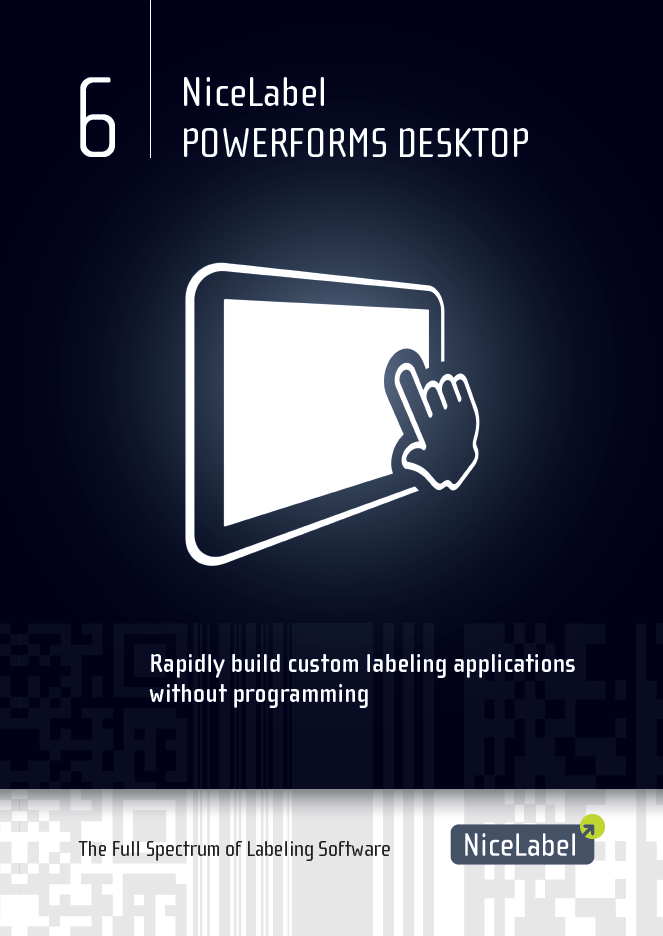 6
NiceLabel
POWERFORMS DESKTOP
Rapidly build custom labeling applications
without programming
The Full Spectrum of Labeling Software
NiceLabel